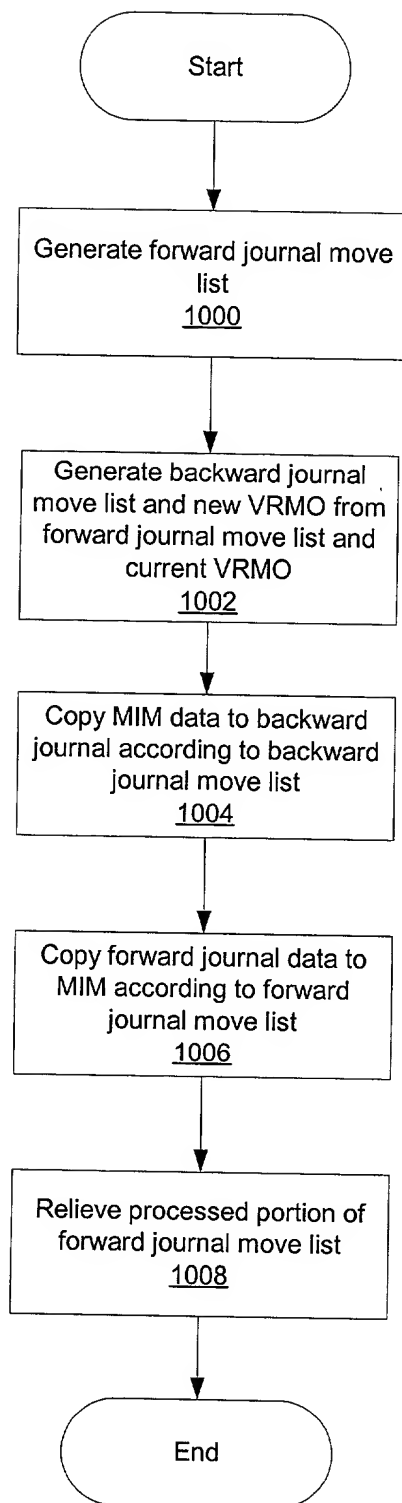 Start
Generate forward journal move
list
1000
Generate backward journal
move list and new VRMO from
forward journal move list and
current VRMO
1002
Copy MIM data to backward
journal according to backward
journal move list
1004
Copy forward journal data to
MIM according to forward
journal move list
1006
Relieve processed portion of
forward journal move list
1008
End